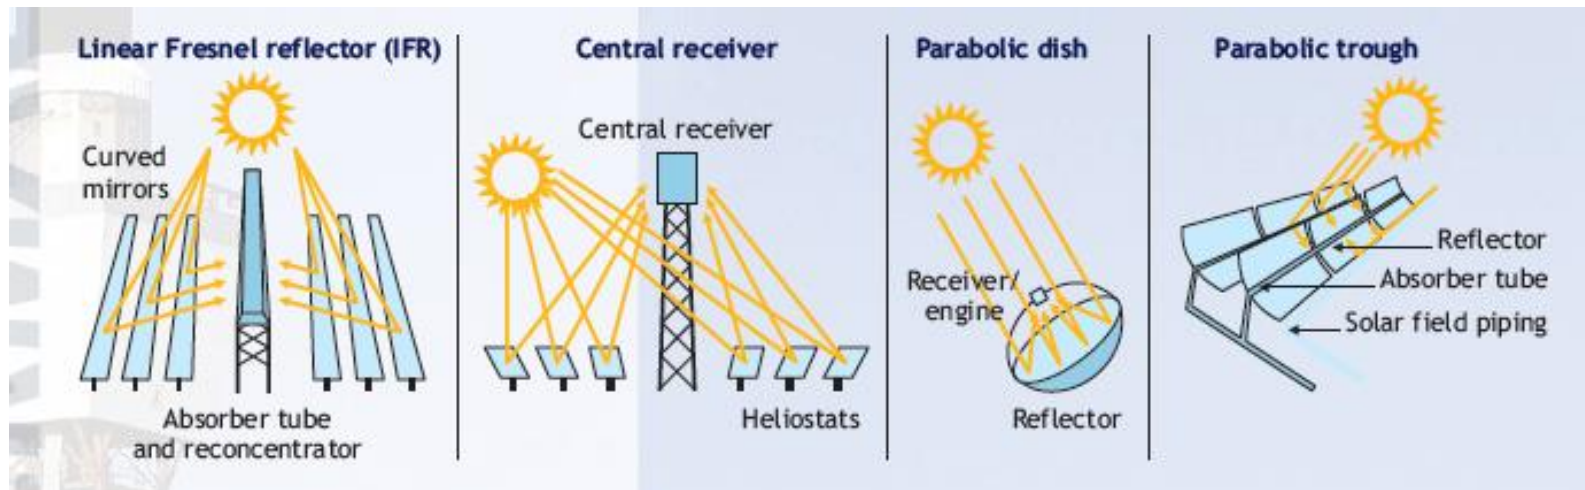 Linear Fresnel reflector (IFR)
Curved
mirrors
Absorber tube
and reconcentrator
Central receiver
Central receiver
Heliostats
Parabolic dish
Receiver/
engine
Reflector
Parabolic trough
Reflector
Absorber tube
Solar field piping